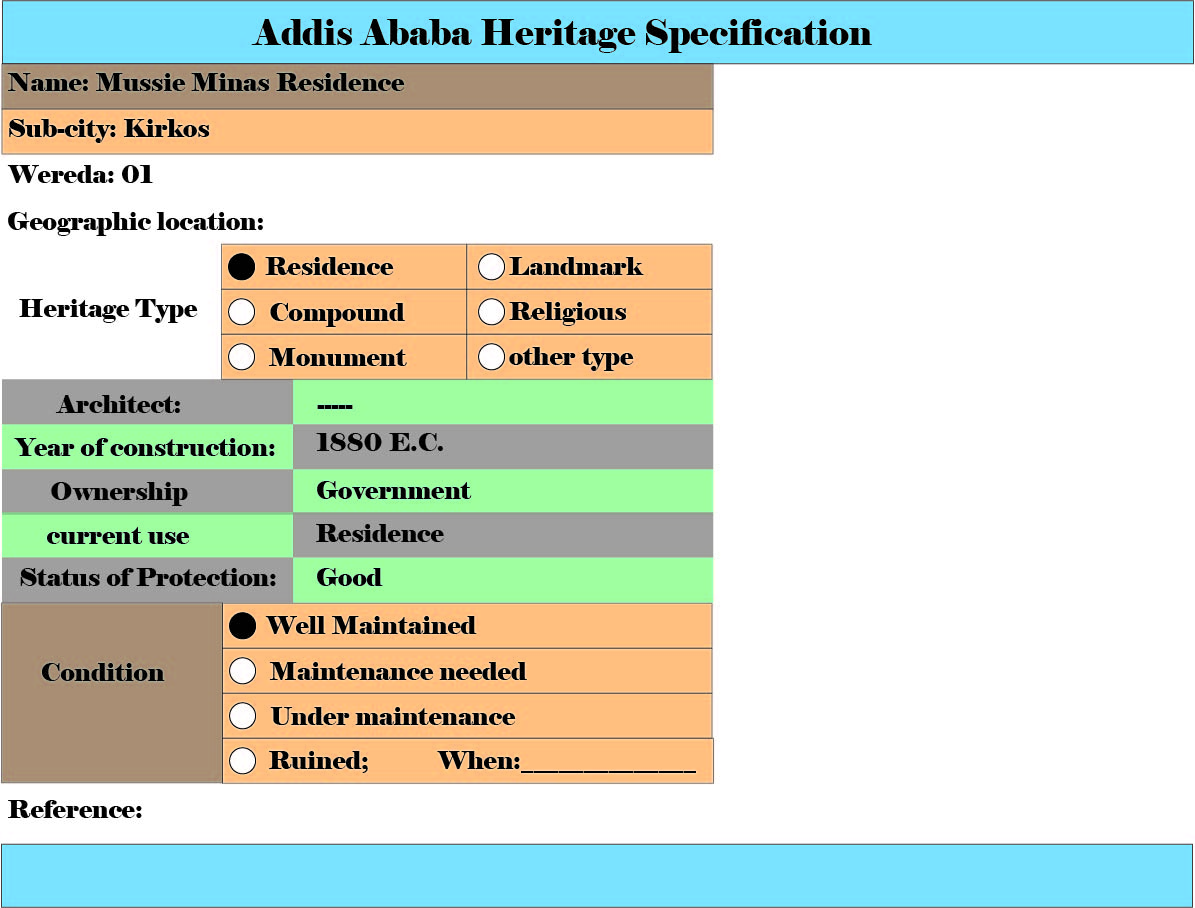 Addis Ababa Heritage Specification
Name: Mussie Minas Residence
Sub-city: Kirkos
Wereda: 01
Geographic location:
Heritage Type
Residence Landmark
Compound Religious
Monument other type
Architect: -----
Year of construction: 1880 E.C.
Ownership Government
current use Residence
Status of Protection: Good
Condition
Well Maintained
Maintenance needed
Under maintenance
Ruined; When:______________
Reference: